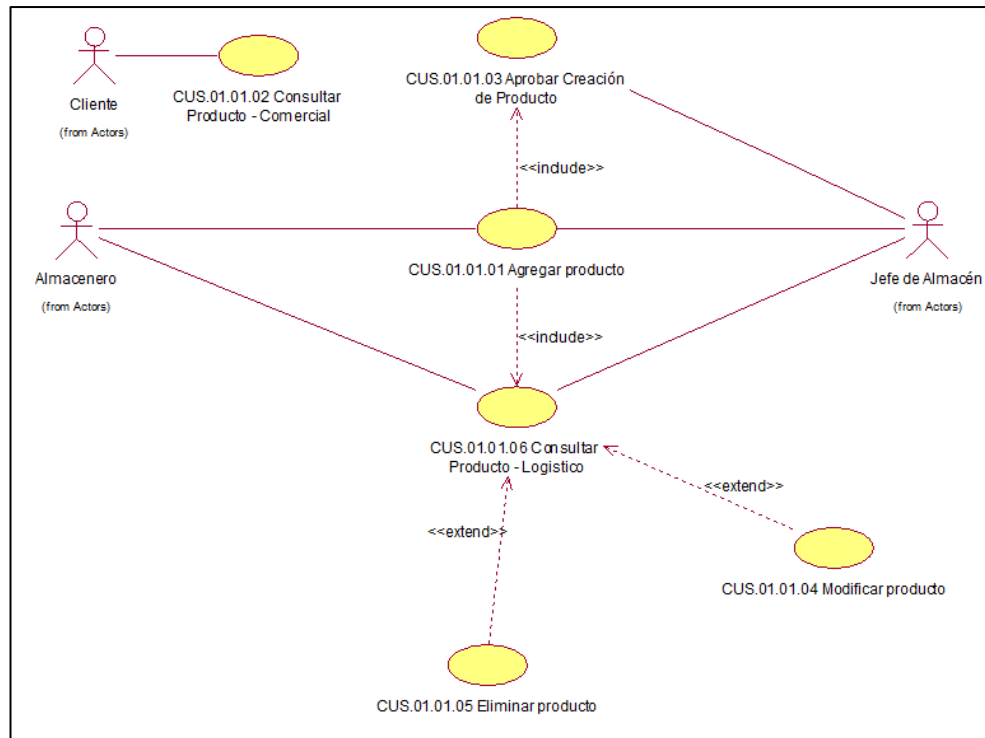 Cliente
(from Actors)
CUS.01.01.02 Consultar
Producto - Comercial
CUS.01.01.03 Aprobar Creación
de Producto
<<include>>
Almacenero
(from Actors)
CUS.01.01.01 Agregar producto
Jefe de Almacén
(from Actors)
<<include>>
CUS.01.01.06 Consultar
Producto - Logistico
<<extend>>
<<extend>>
CUS.01.01.04 Modificar producto
CUS.01.01.05 Eliminar producto